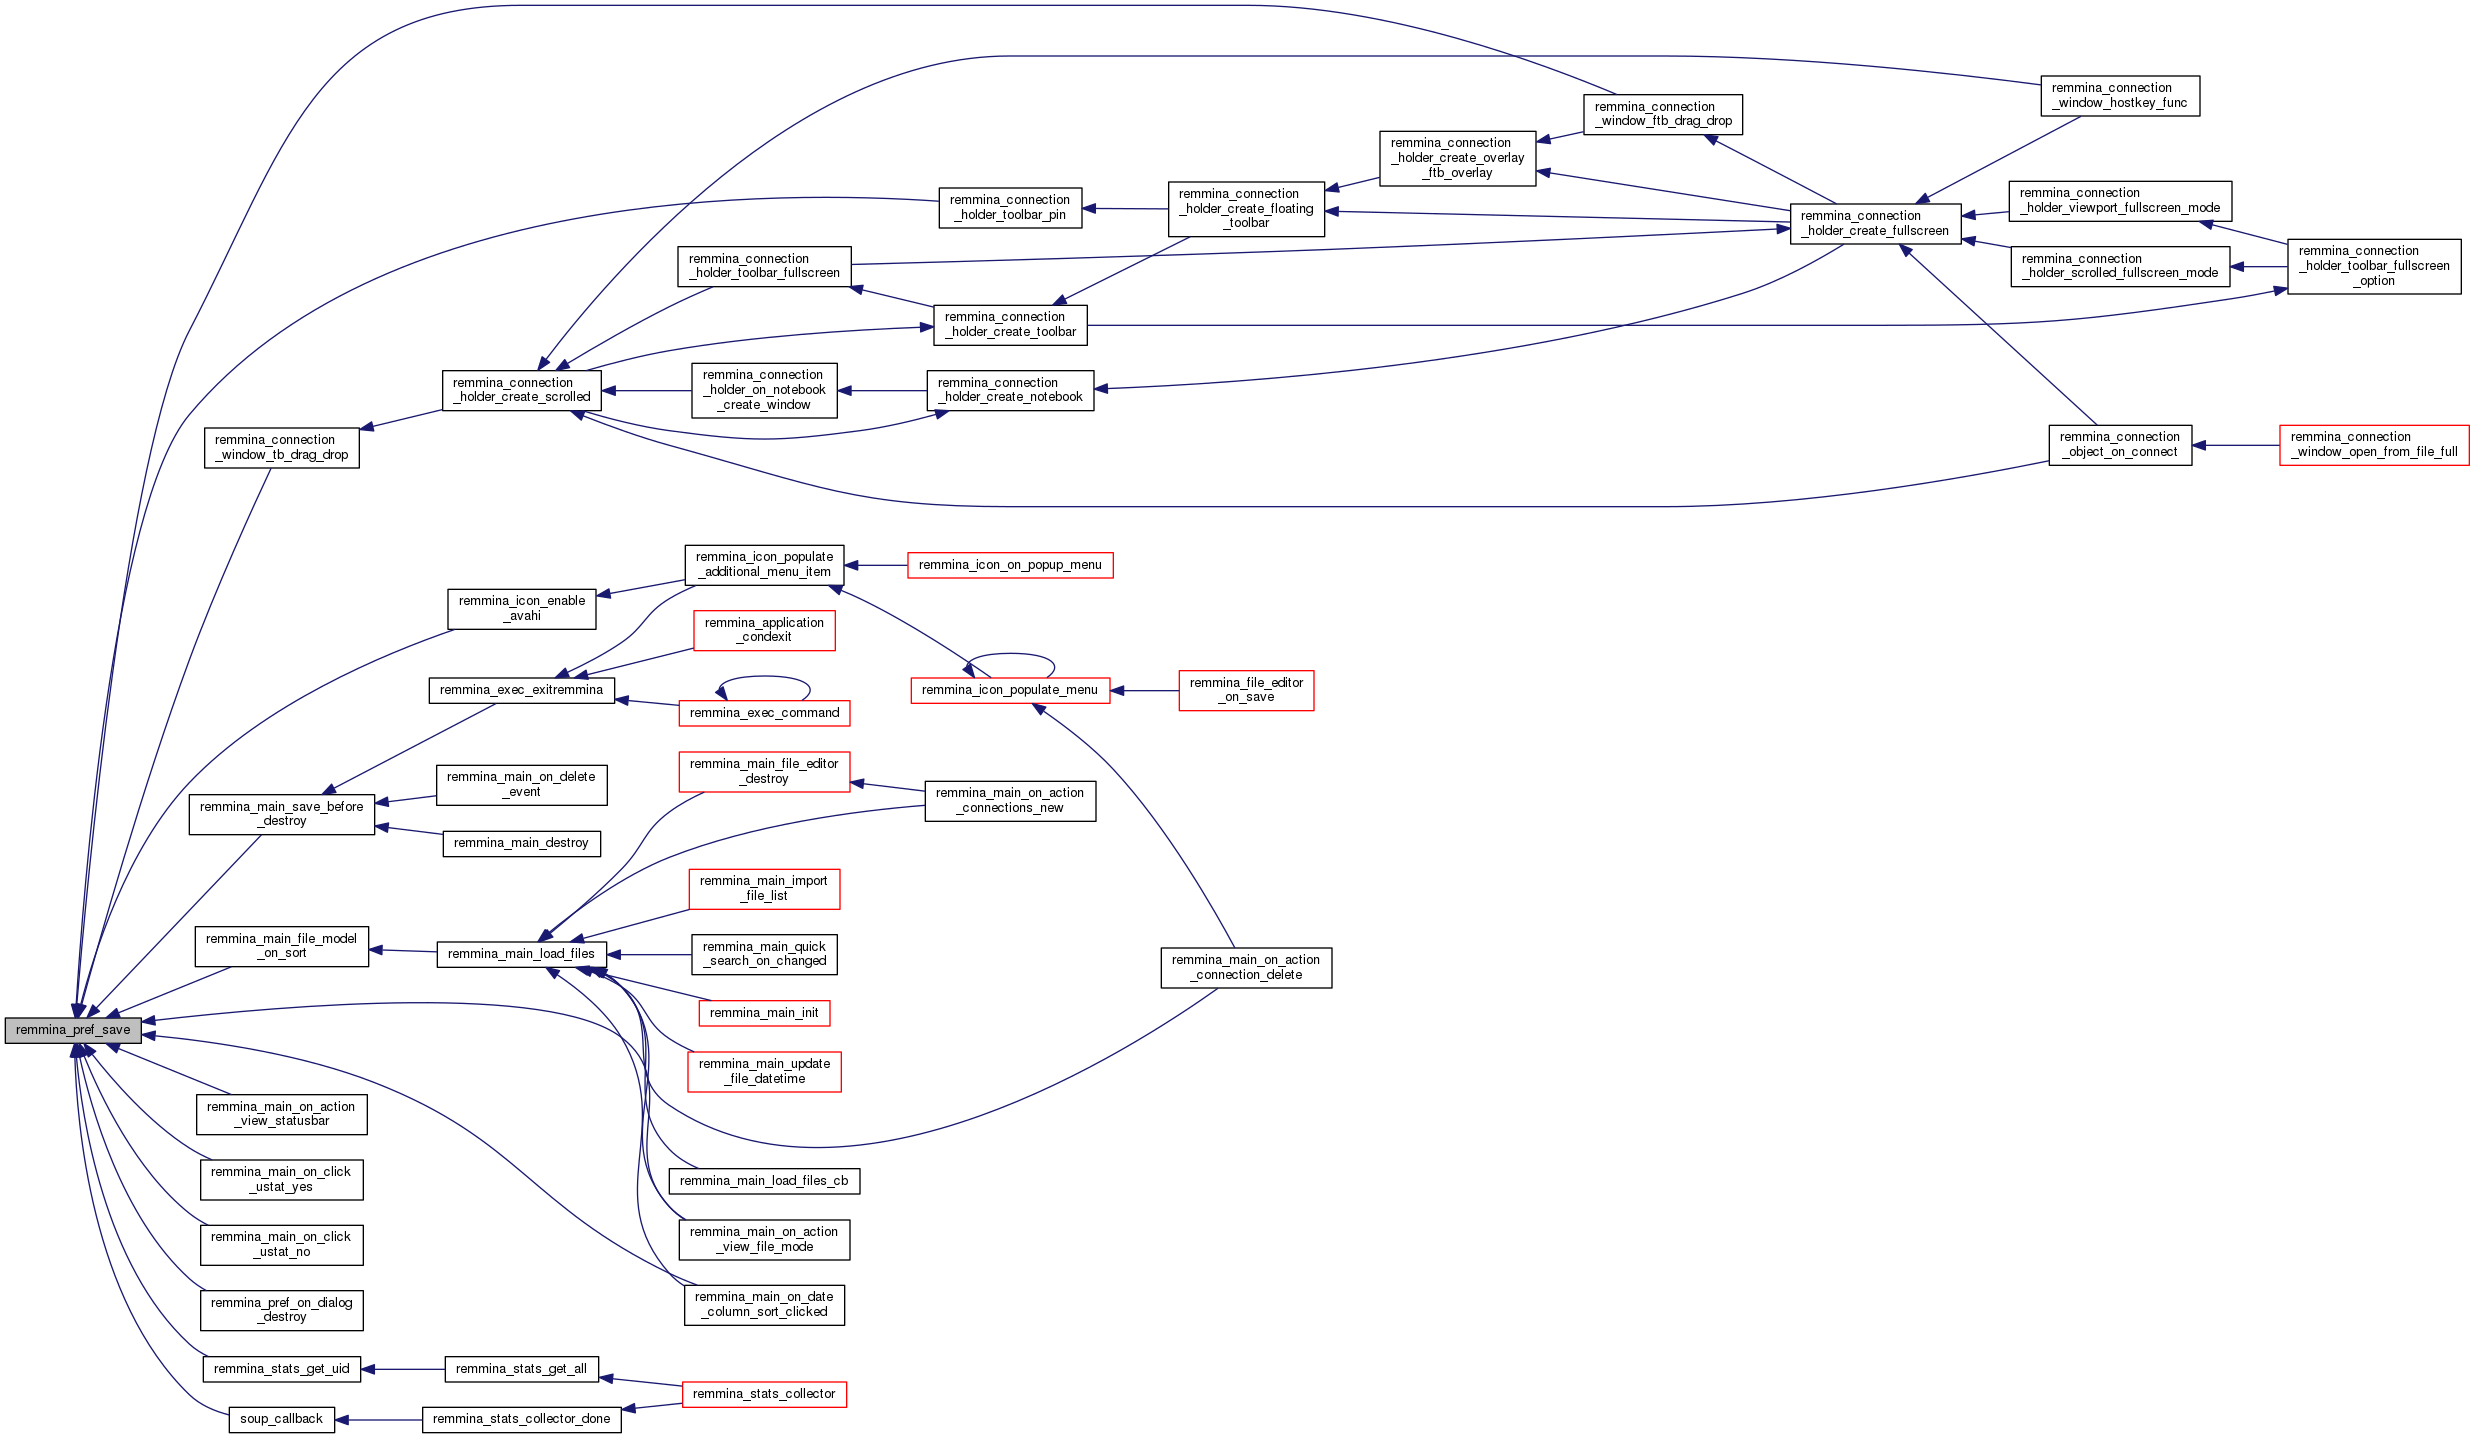 remmina_connection
_window_hostkey_func
remmina_connection
_window_ftb_drag_drop
remmina_connection
_holder_create_overlay
_ftb_overlay
remmina_connection
_holder_toolbar_pin
remmina_connection
_holder_create_floating
_toolbar
remmina_connection
_holder_create_fullscreen
remmina_connection
_holder_viewport_fullscreen_mode
remmina_connection
_holder_toolbar_fullscreen
remmina_connection
_holder_scrolled_fullscreen_mode
remmina_connection
_holder_toolbar_fullscreen
_option
remmina_connection
_holder_create_toolbar
remmina_connection
_holder_create_scrolled
remmina_connection
_holder_on_notebook
_create_window
remmina_connection
_holder_create_notebook
remmina_connection
_window_tb_drag_drop
remmina_connection
_object_on_connect
remmina_connection
_window_open_from_file_full
remmina_icon_populate
_additional_menu_item
remmina_icon_on_popup_menu
remmina_icon_enable
_avahi
remmina_application
_condexit
remmina_exec_exitremmina
remmina_exec_command
remmina_icon_populate_menu
remmina_file_editor
_on_save
remmina_main_file_editor
_destroy
remmina_main_on_delete
_event
remmina_main_save_before
_destroy
remmina_main_on_action
_connections_new
remmina_main_destroy
remmina_main_import
_file_list
remmina_main_file_model
_on_sort
remmina_main_load_files
remmina_main_quick
_search_on_changed
remmina_main_on_action
_connection_delete
remmina_main_init
remmina_pref_save
remmina_main_update
_file_datetime
remmina_main_on_action
_view_statusbar
remmina_main_on_click
_ustat_yes
remmina_main_load_files_cb
remmina_main_on_click
_ustat_no
remmina_main_on_action
_view_file_mode
remmina_pref_on_dialog
_destroy
remmina_main_on_date
_column_sort_clicked
remmina_stats_get_uid
remmina_stats_get_all
remmina_stats_collector
soup_callback
remmina_stats_collector_done